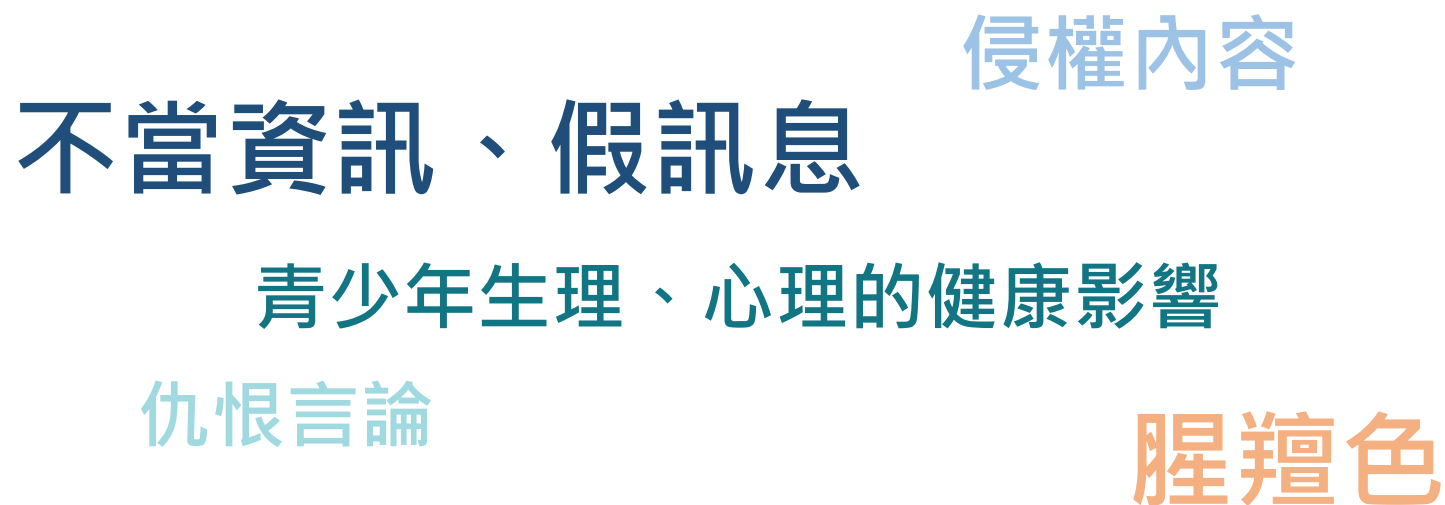 侵權內容
不當資訊、假訊息
青少年生理、心理的健康影響
仇恨言論
腥羶色